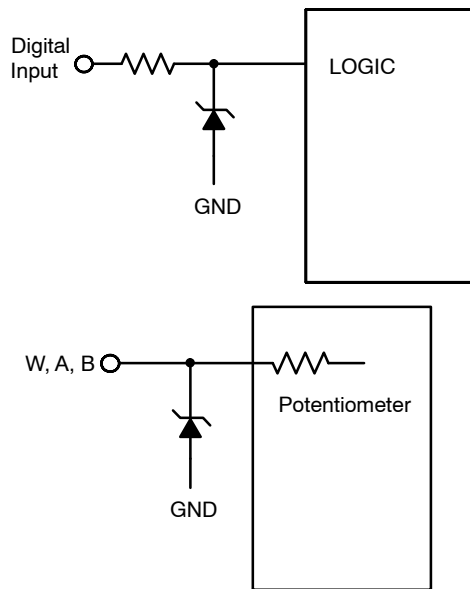 Digital
Input
LOGIC
GND
W, A, B
Potentiometer
GND